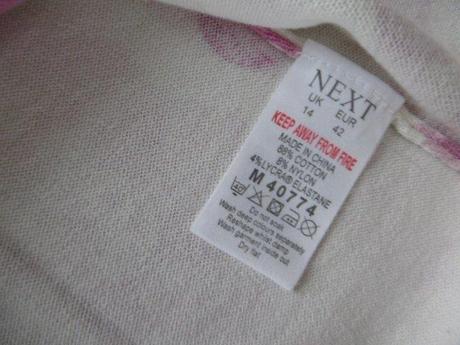 NEXT
UK EUR
14 42
KEEP AWAY FROM FIRE
MADE IN CHINA
88% COTTON
8% NYLON
4% LYCRA® ELASTANE
M 40774
Do not soak
Wash deep colours separately
Reshape whilst damp
Wash garment inside out
Dry flat